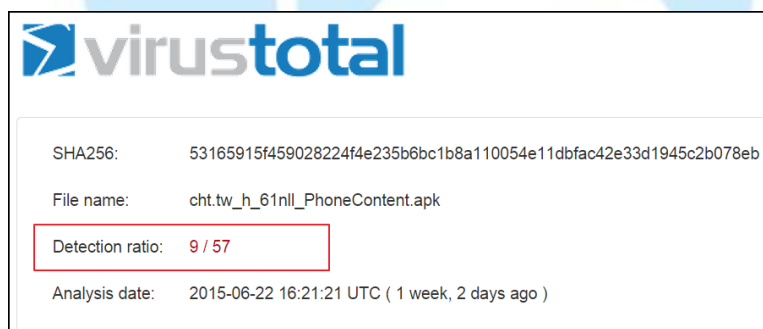 virustotal
SHA256: 53165915f459028224f4e235b6bc1b8a110054e11dbfac42e33d1945c2b078eb
File name: cht.tw_h_61nll_PhoneContent.apk
Detection ratio: 9 / 57
Analysis date: 2015-06-22 16:21:21 UTC ( 1 week, 2 days ago )